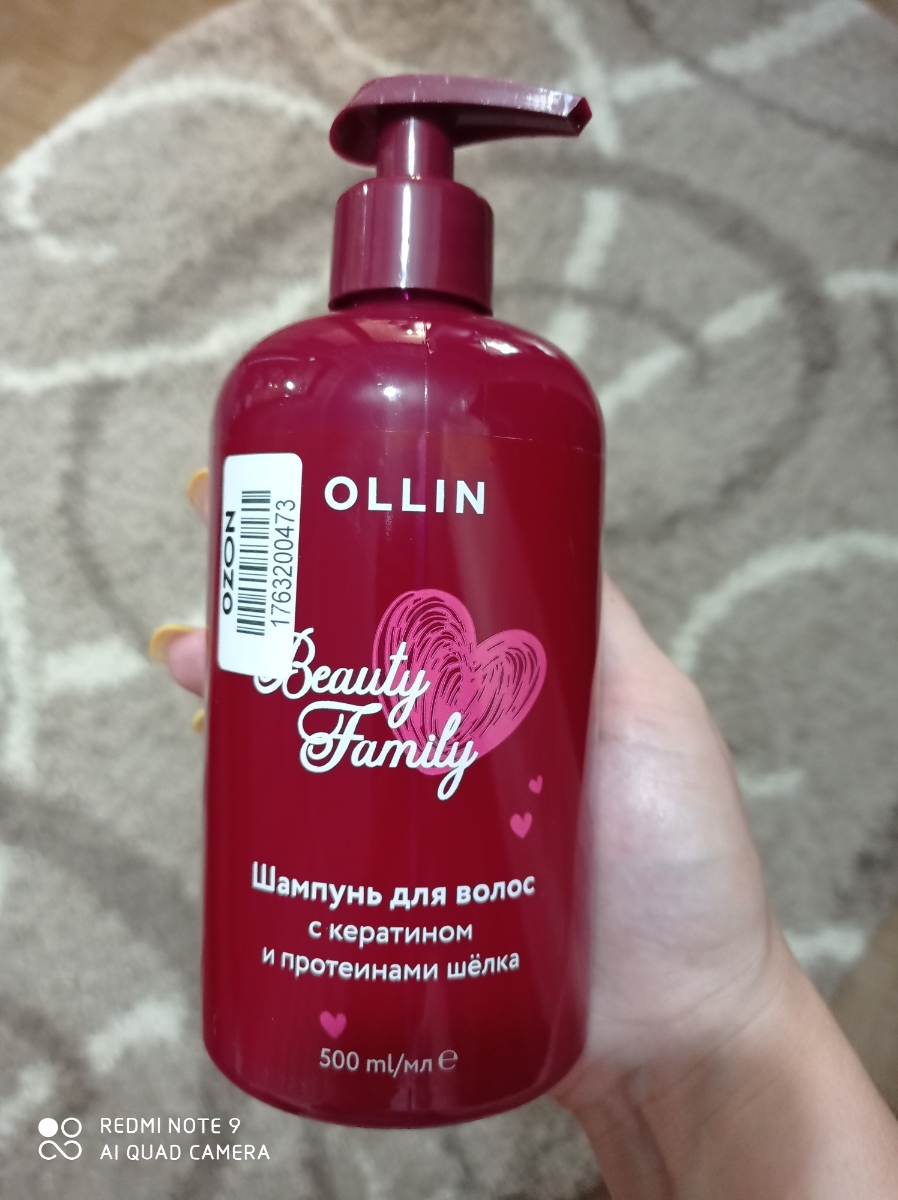 OLLIN
OZON
1763200473
Beauty
Family
Шампунь для волос
с кератином
и протеинами шёлка
500 ml/мл ℮
REDMI NOTE 9
AI QUAD CAMERA